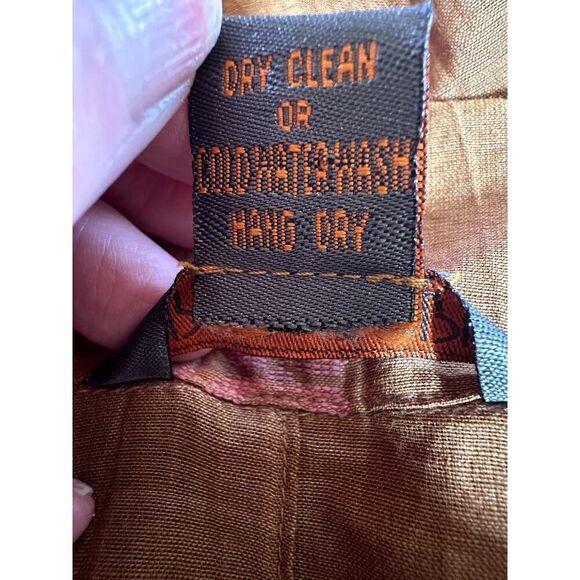 DRY CLEAN
OR
COLD WATER WASH
HANG DRY